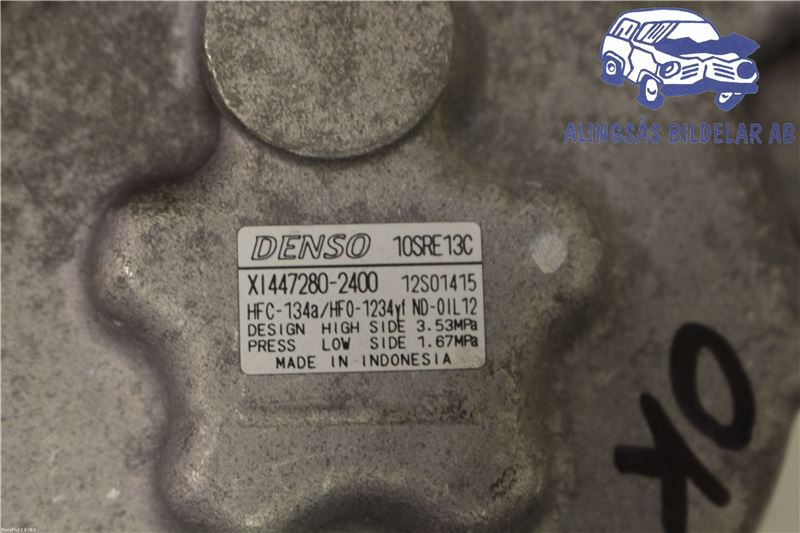 ALINGSÅS BILDELAR AB
DENSO 10SRE13C
XI447280-2400 12S01415
HFC-134a/HFO-1234yf ND-OIL12
DESIGN HIGH SIDE 3.53MPa
PRESS LOW SIDE 1.67MPa
MADE IN INDONESIA
OK